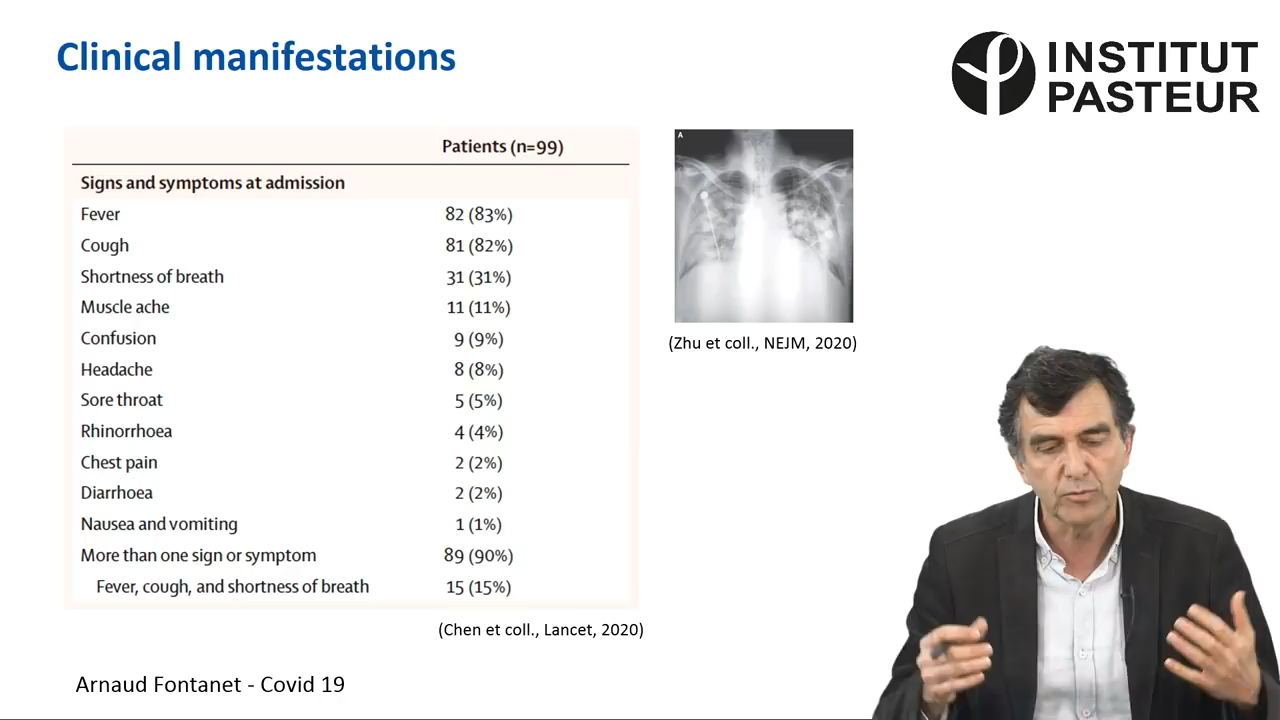 Clinical manifestations
INSTITUT
PASTEUR
Patients (n=99)
Signs and symptoms at admission
Fever 82 (83%)
Cough 81 (82%)
Shortness of breath 31 (31%)
Muscle ache 11 (11%)
Confusion 9 (9%)
Headache 8 (8%)
Sore throat 5 (5%)
Rhinorrhoea 4 (4%)
Chest pain 2 (2%)
Diarrhoea 2 (2%)
Nausea and vomiting 1 (1%)
More than one sign or symptom 89 (90%)
Fever, cough, and shortness of breath 15 (15%)
(Chen et coll., Lancet, 2020)
A
(Zhu et coll., NEJM, 2020)
Arnaud Fontanet - Covid 19